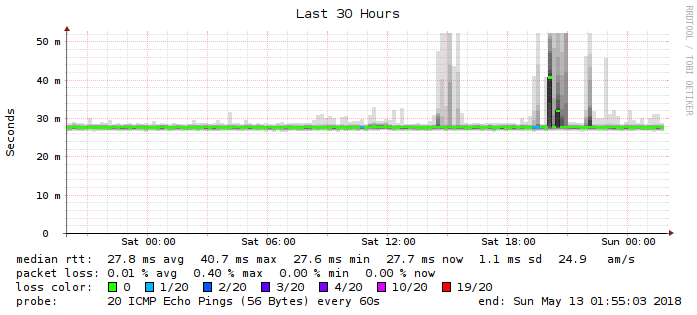 Last 30 Hours
RRDTOOL / TOBI OETIKER
Seconds
50 m
40 m
30 m
20 m
10 m
0
Sat 00:00 Sat 06:00 Sat 12:00 Sat 18:00 Sun 00:00
median rtt: 27.8 ms avg 40.7 ms max 27.6 ms min 27.7 ms now 1.1 ms sd 24.9 am/s
packet loss: 0.01 % avg 0.40 % max 0.00 % min 0.00 % now
loss color: 0 1/20 2/20 3/20 4/20 10/20 19/20
probe: 20 ICMP Echo Pings (56 Bytes) every 60s end: Sun May 13 01:55:03 2018